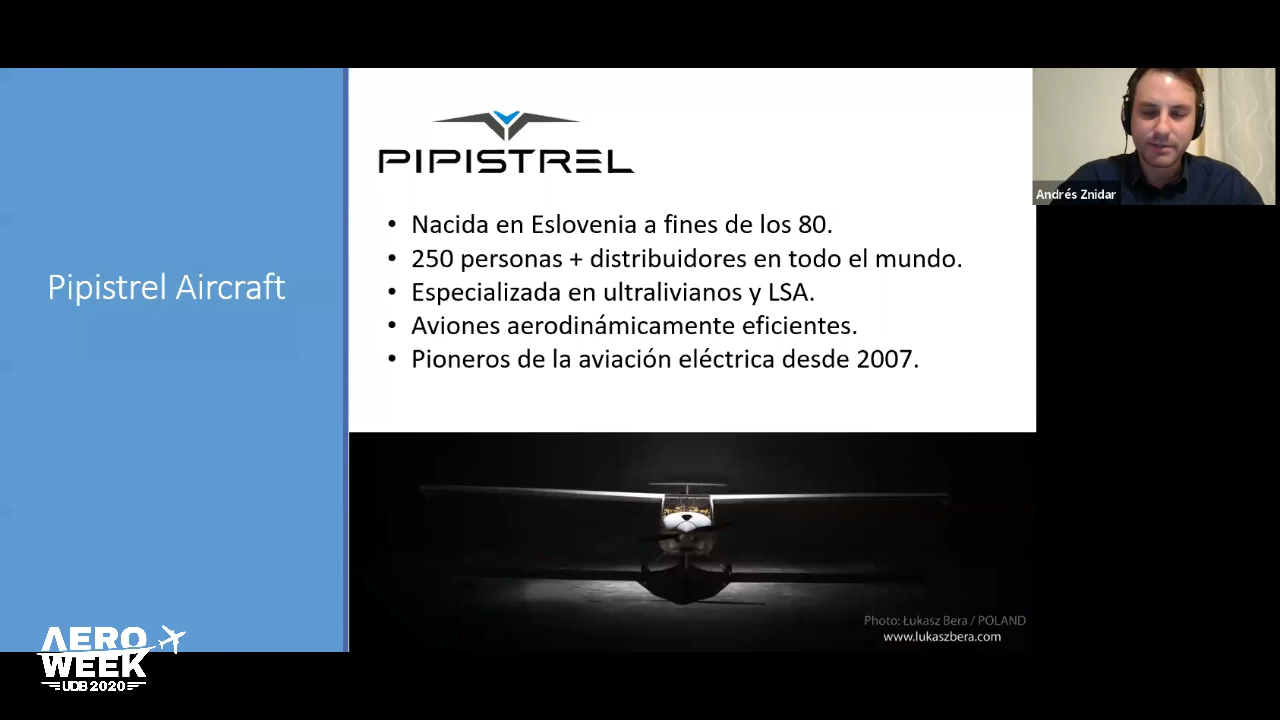 Pipistrel Aircraft
PIPISTREL
• Nacida en Eslovenia a fines de los 80.
• 250 personas + distribuidores en todo el mundo.
• Especializada en ultralivianos y LSA.
• Aviones aerodinámicamente eficientes.
• Pioneros de la aviación eléctrica desde 2007.
Andrés Znidar
Photo: Łukasz Bera / POLAND
www.lukaszbera.com
AERO
WEEK
UDB 2020